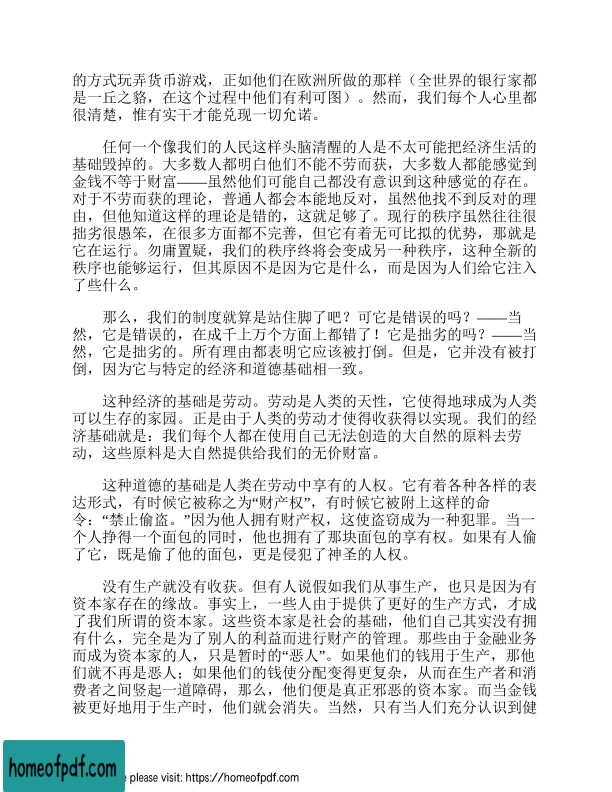 的方式玩弄货币游戏，正如他们在欧洲所做的那样（全世界的银行家都
是一丘之貉，在这个过程中他们有利可图）。然而，我们每个人心里都
很清楚，惟有实干才能兑现一切允诺。
任何一个像我们的人民这样头脑清醒的人是不太可能把经济生活的
基础毁掉的。大多数人都明白他们不能不劳而获，大多数人都能感觉到
金钱不等于财富——虽然他们可能自己都没有意识到这种感觉的存在。
对于不劳而获的理论，普通人都会本能地反对，虽然他找不到反对的理
由，但他知道这样的理论是错的，这就足够了。现行的秩序虽然往往很
拙劣很愚笨，在很多方面都不完善，但它有着无可比拟的优势，那就是
它在运行。勿庸置疑，我们的秩序终将会变成另一种秩序，这种全新的
秩序也能够运行，但其原因不是因为它是什么，而是因为人们给它注入
了些什么。
那么，我们的制度就算是站住脚了吧？可它是错误的吗？——当
然，它是错误的，在成千上万个方面上都错了！它是拙劣的吗？——当
然，它是拙劣的。所有理由都表明它应该被打倒。但是，它并没有被打
倒，因为它与特定的经济和道德基础相一致。
这种经济的基础是劳动。劳动是人类的天性，它使得地球成为人类
可以生存的家园。正是由于人类的劳动才使得收获得以实现。我们的经
济基础就是：我们每个人都在使用自己无法创造的大自然的原料去劳
动，这些原料是大自然提供给我们的无价财富。
这种道德的基础是人类在劳动中享有的人权。它有着各种各样的表
达形式，有时候它被称之为“财产权”，有时候它被附上这样的命
令：“禁止偷盗。”因为他人拥有财产权，这使盗窃成为一种犯罪。当一
个人挣得一个面包的同时，他也拥有了那块面包的享有权。如果有人偷
了它，既是偷了他的面包，更是侵犯了神圣的人权。
没有生产就没有收获。但有人说假如我们从事生产，也只是因为有
资本家存在的缘故。事实上，一些人由于提供了更好的生产方式，才成
了我们所谓的资本家。这些资本家是社会的基础，他们自己其实没有拥
有什么，完全是为了别人的利益而进行财产的管理。那些由于金融业务
而成为资本家的人，只是暂时的“恶人”。如果他们的钱用于生产，那他
们就不再是恶人；如果他们的钱使分配变得更复杂，从而在生产者和消
费者之间竖起一道障碍，那么，他们便是真正邪恶的资本家。而当金钱
被更好地用于生产时，他们就会消失。当然，只有当人们充分认识到健
homeofpdf.com
e please visit: https://homeofpdf.com